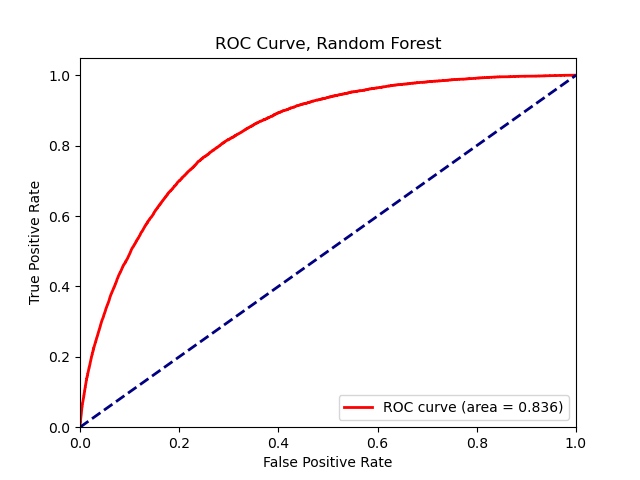 ROC Curve, Random Forest
1.0
0.8
0.6
0.4
0.2
0.0
True Positive Rate
ROC curve (area = 0.836)
0.0 0.2 0.4 0.6 0.8 1.0
False Positive Rate